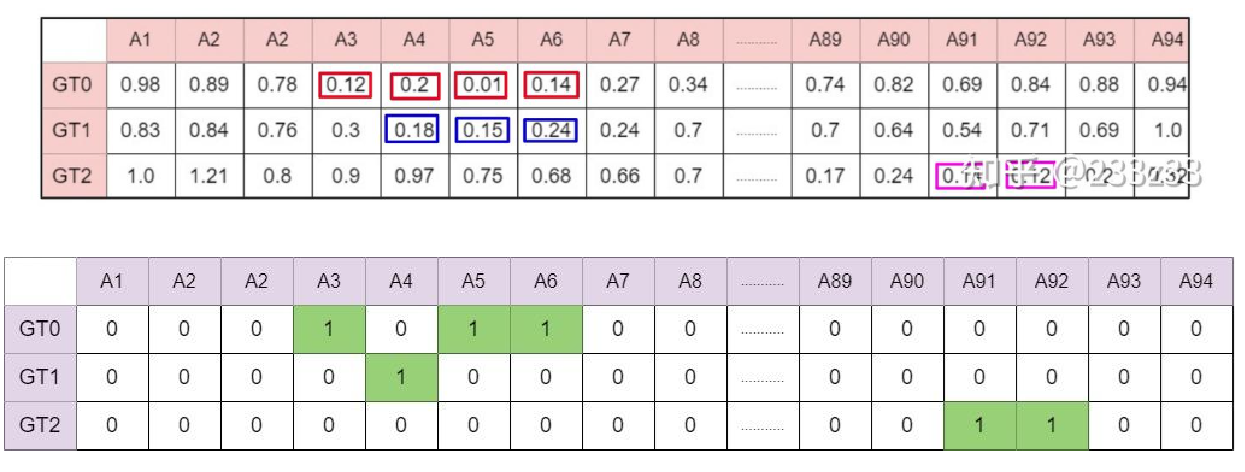 A1 A2 A2 A3 A4 A5 A6 A7 A8 ........... A89 A90 A91 A92 A93 A94
GT0 0.98 0.89 0.78 0.12 0.2 0.01 0.14 0.27 0.34 ........... 0.74 0.82 0.69 0.84 0.88 0.94
GT1 0.83 0.84 0.76 0.3 0.18 0.15 0.24 0.24 0.7 ........... 0.7 0.64 0.54 0.71 0.69 1.0
GT2 1.0 1.21 0.8 0.9 0.97 0.75 0.68 0.66 0.7 ........... 0.17 0.24 0.12 0.2
知乎 @238233
A1 A2 A2 A3 A4 A5 A6 A7 A8 ........... A89 A90 A91 A92 A93 A94
GT0 0 0 0 1 0 1 1 0 0 ........... 0 0 0 0 0 0
GT1 0 0 0 0 1 0 0 0 0 ........... 0 0 0 0 0 0
GT2 0 0 0 0 0 0 0 0 0 ........... 0 0 1 1 0 0